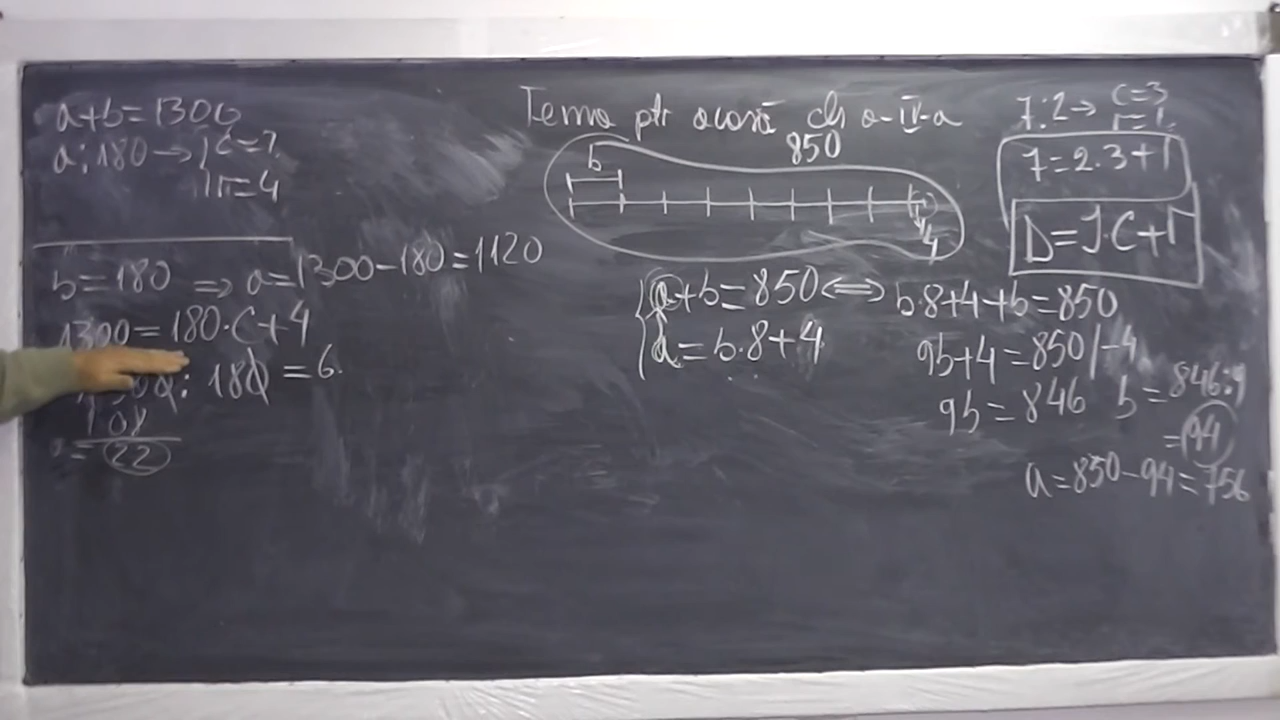 a+b=1300
a:180→ c=?
r=4
b=180 ⇒ a=1300-180=1120
1300=180·c+4
: 180 =6
108
= 22
Tema ptr acasă cls a-IV-a
850
b
4
a+b=850 ⟺ b·8+4+b=850
a=b·8+4
9b+4=850/-4
9b=846 b=846:9
=94
a=850-94=756
7:2→ c=3
r=1
7=2·3+1
D=Î·C+r